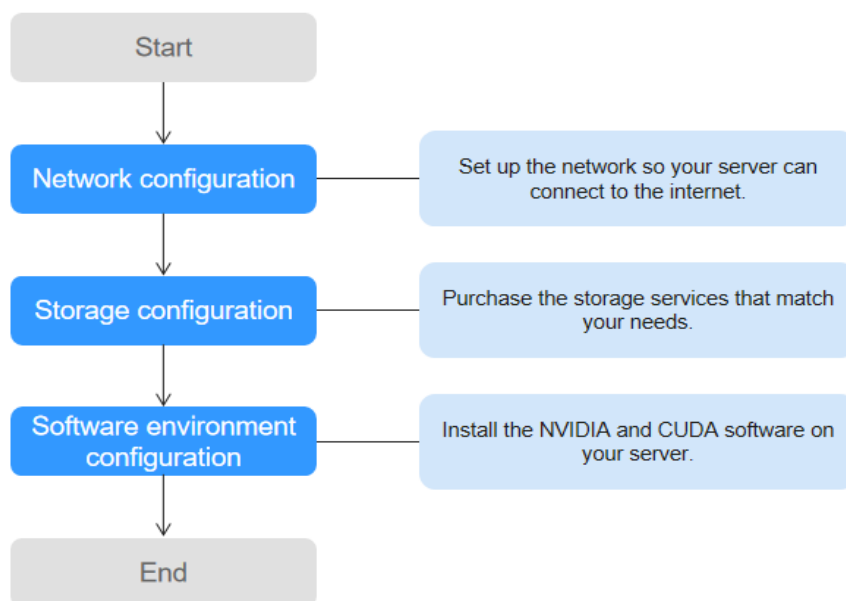 Start
Network configuration
Set up the network so your server can
connect to the internet.
Storage configuration
Purchase the storage services that match
your needs.
Software environment
configuration
Install the NVIDIA and CUDA software on
your server.
End